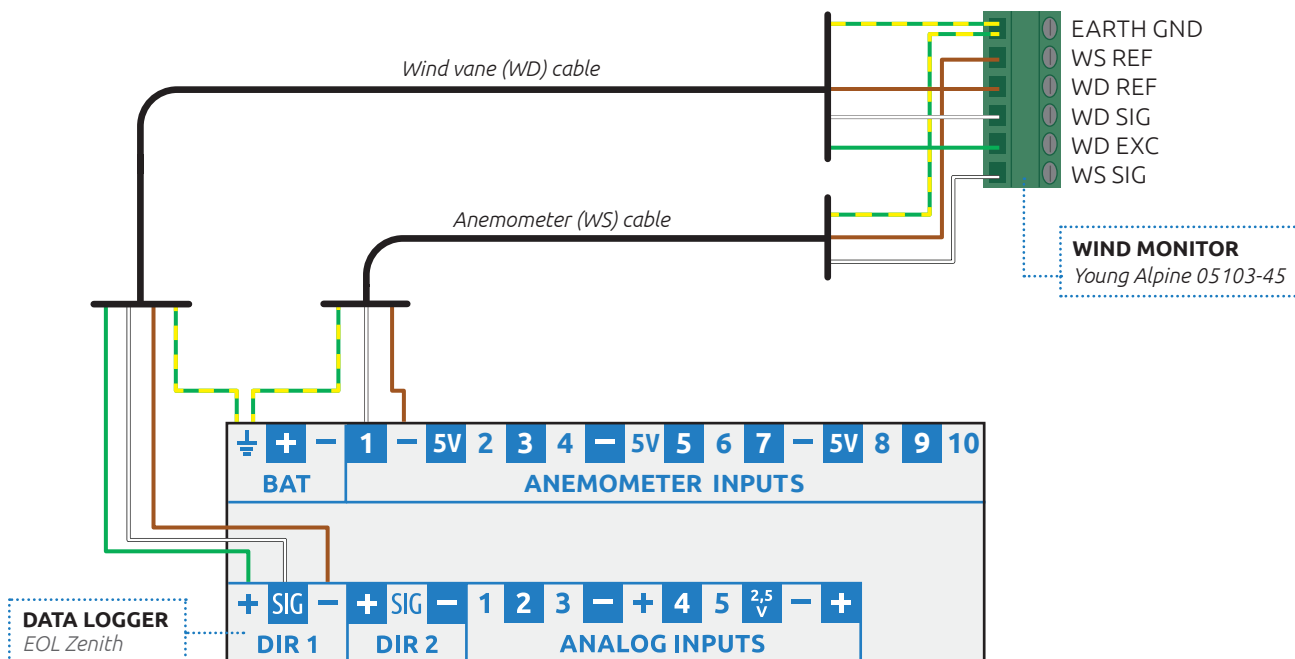 EARTH GND
Wind vane (WD) cable
WS REF
WD REF
WD SIG
WD EXC
WS SIG
Anemometer (WS) cable
WIND MONITOR
Young Alpine 05103-45
+ − 1 − 5V 2 3 4 − 5V 5 6 7 − 5V 8 9 10
BAT ANEMOMETER INPUTS
+ SIG − + SIG − 1 2 3 − + 4 5 2,5 V − +
DIR 1 DIR 2 ANALOG INPUTS
DATA LOGGER
EOL Zenith